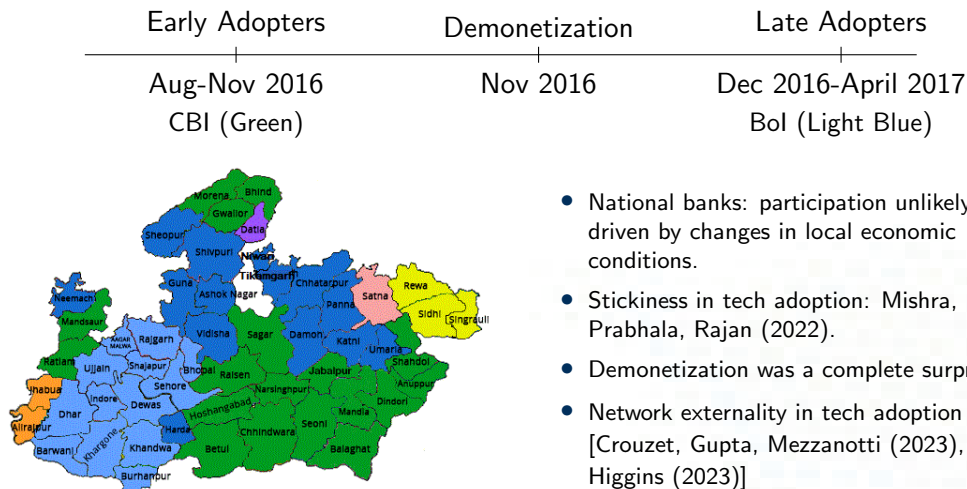 Early Adopters
Demonetization
Late Adopters
Aug-Nov 2016
Nov 2016
Dec 2016-April 2017
CBI (Green)
BoI (Light Blue)
• National banks: participation unlikely
driven by changes in local economic
conditions.
• Stickiness in tech adoption: Mishra,
Prabhala, Rajan (2022).
• Demonetization was a complete surpr
• Network externality in tech adoption
[Crouzet, Gupta, Mezzanotti (2023),
Higgins (2023)]
Morena
Bhind
Gwalior
Datia
Sheopur
Shivpuri
Niwari
Tikamgarh
Guna
Ashok Nagar
Chhatarpur
Panna
Satna
Rewa
Sidhi
Singrauli
Neemach
Mandsaur
Ratlam
AAGAR
MALWA
Rajgarh
Vidisha
Sagar
Damoh
Katni
Umaria
Shahdol
Anuppur
Dindori
Ujjain
Shajapur
Bhopal
Raisen
Jabalpur
Narsinghpur
Mandla
Jhabua
Alirajpur
Dhar
Indore
Dewas
Sehore
Hoshangabad
Harda
Seoni
Balaghat
Barwani
Khargone
Khandwa
Burhanpur
Betul
Chhindwara